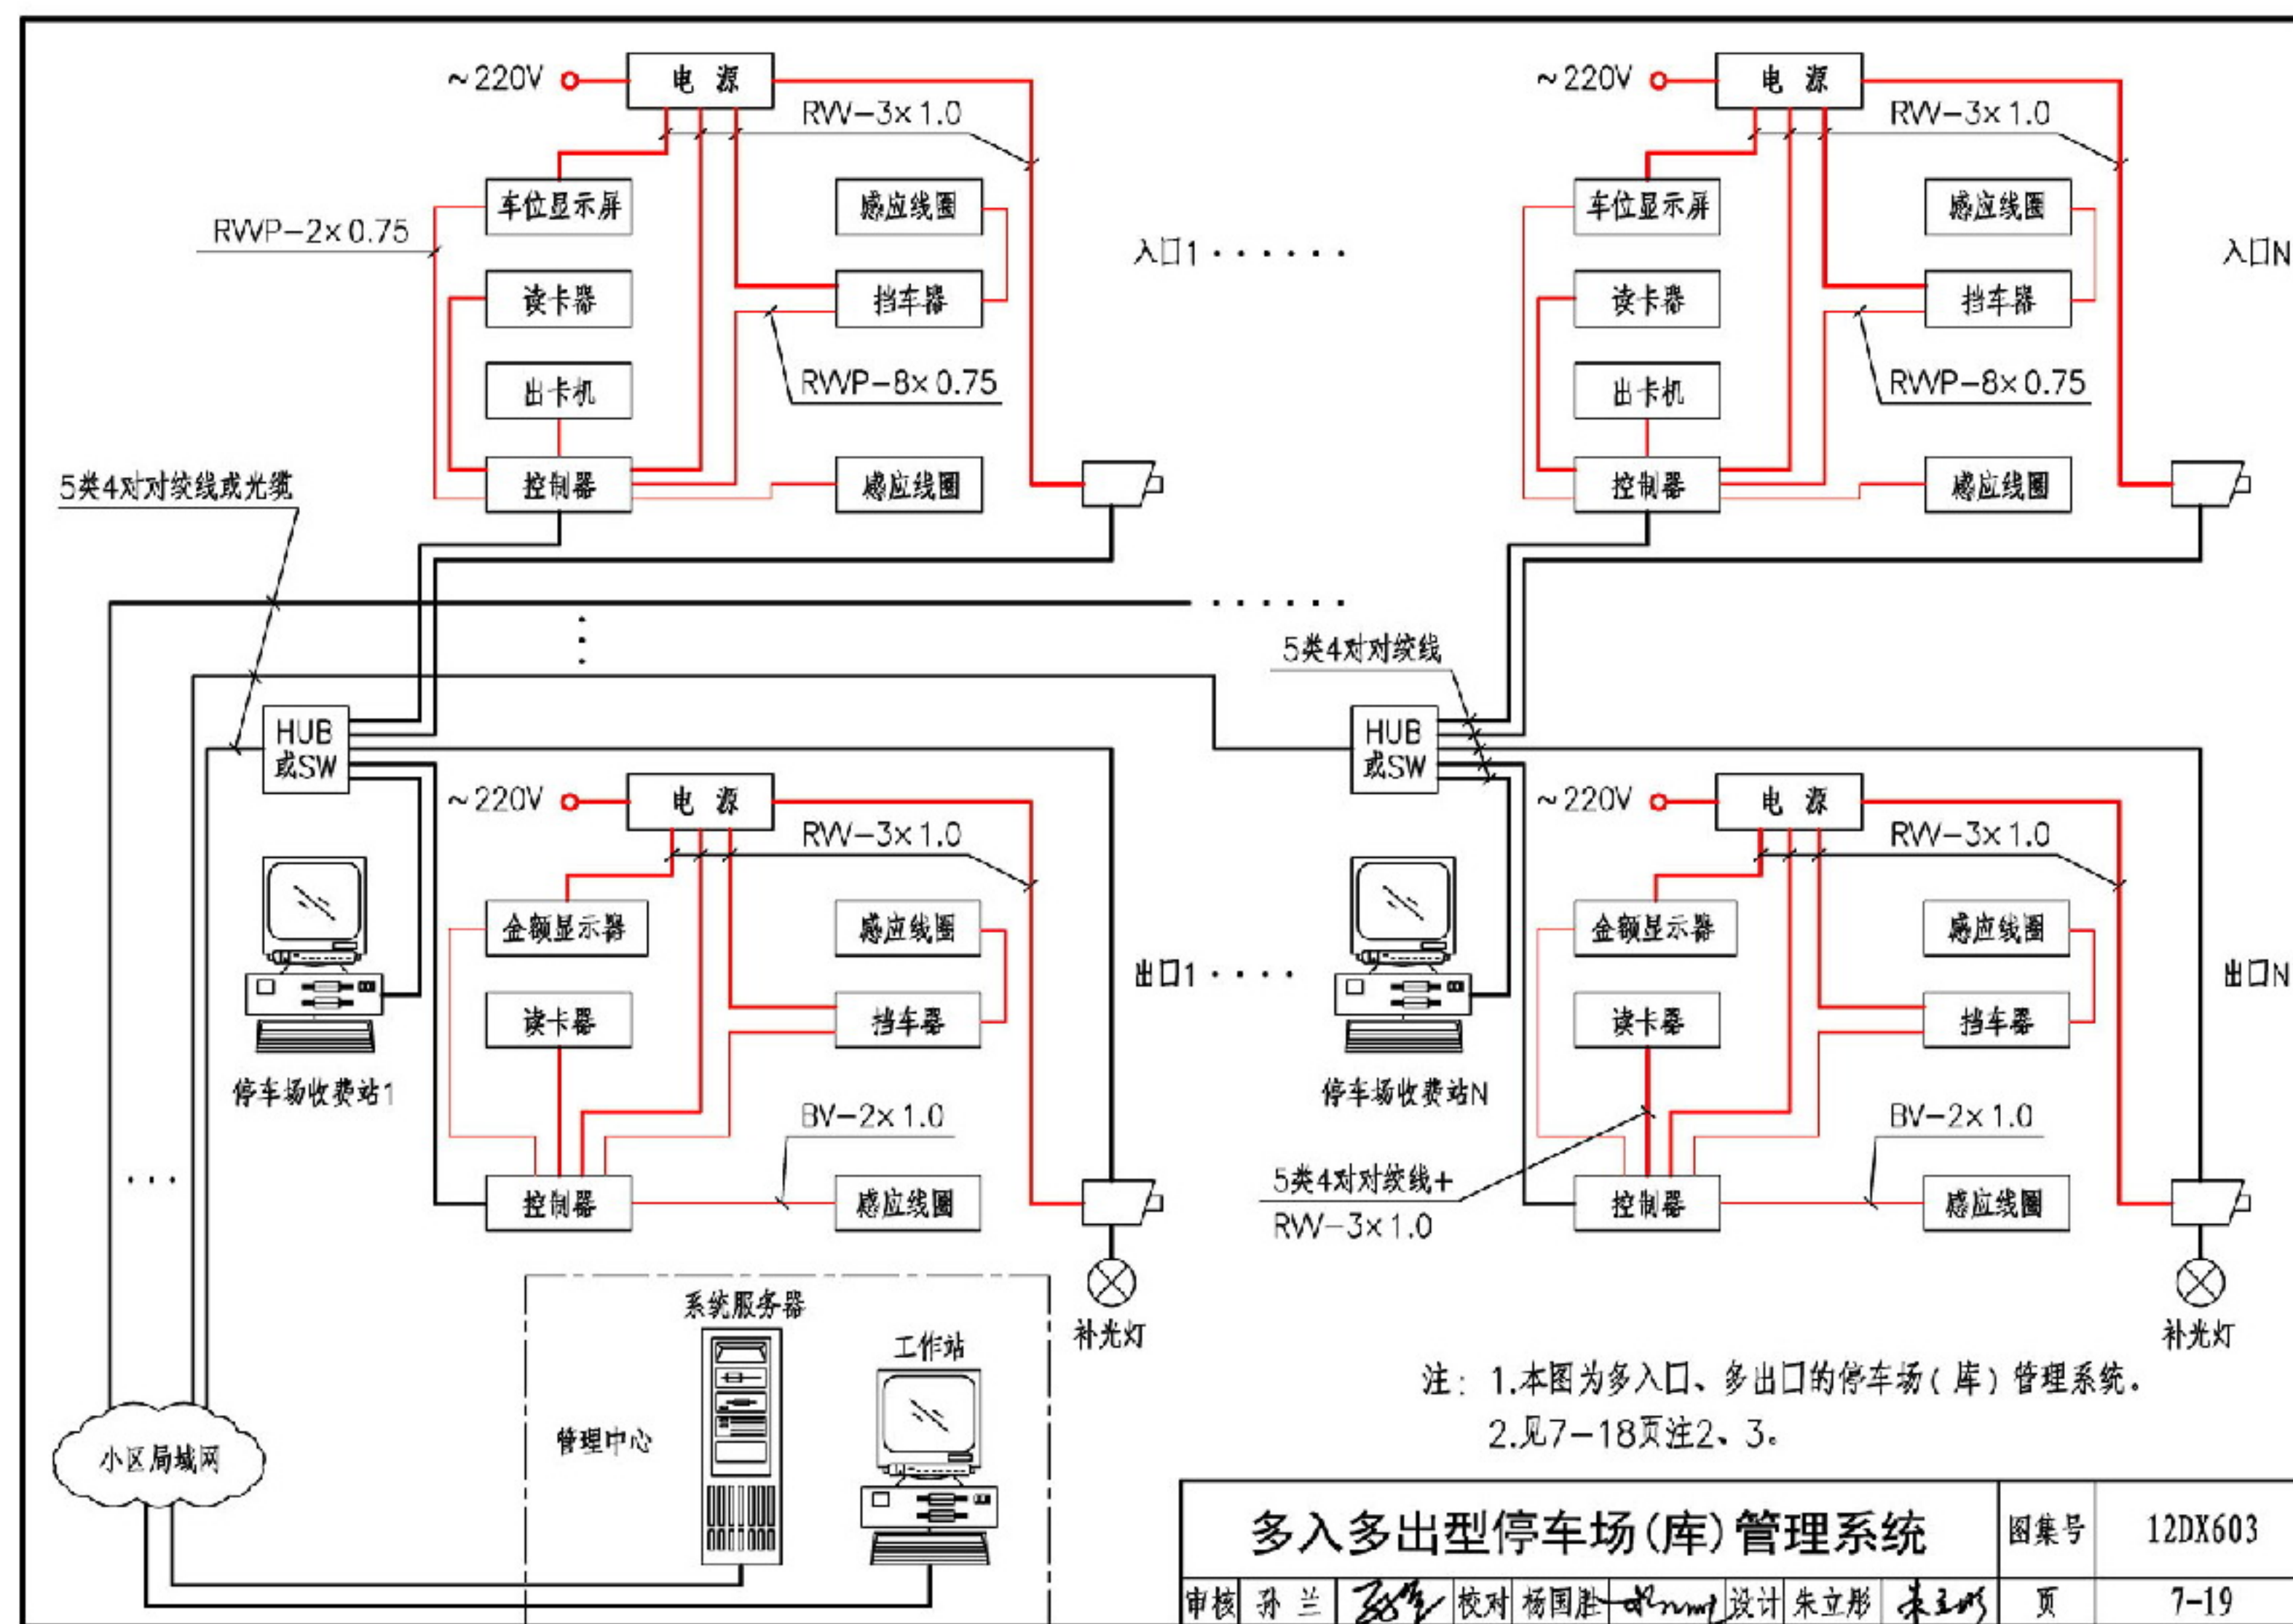 ~220V
电 源
RVV-3×1.0
车位显示屏
感应线圈
RVVP-2×0.75
读卡器
挡车器
入口1 ······
出卡机
RVVP-8×0.75
控制器
感应线圈
5类4对对绞线或光缆
~220V
电 源
RVV-3×1.0
车位显示屏
感应线圈
入口N
读卡器
挡车器
出卡机
RVVP-8×0.75
控制器
感应线圈
5类4对对绞线
HUB
或SW
~220V
电 源
RVV-3×1.0
金额显示器
感应线圈
出口1 ····
读卡器
挡车器
停车场收费站1
BV-2×1.0
控制器
感应线圈
补光灯
HUB
或SW
~220V
电 源
RVV-3×1.0
金额显示器
感应线圈
出口N
读卡器
挡车器
停车场收费站N
BV-2×1.0
5类4对对绞线+
RVV-3×1.0
控制器
感应线圈
补光灯
系统服务器
工作站
管理中心
小区局域网
注: 1.本图为多入口、多出口的停车场(库)管理系统。
2.见7-18页注2、3。
多入多出型停车场(库)管理系统
图集号
12DX603
审核 孙 兰 校对 杨国胜 设计 朱立彤 朱立彤
页
7-19